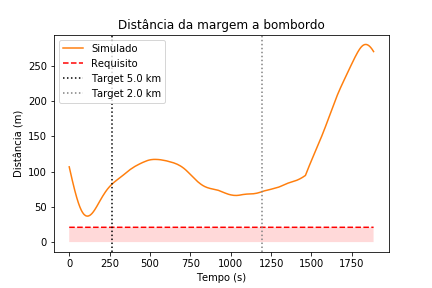 Distância da margem a bombordo
Simulado
Requisito
Target 5.0 km
Target 2.0 km
Distância (m)
250
200
150
100
50
0
0
250
500
750
1000
1250
1500
1750
Tempo (s)